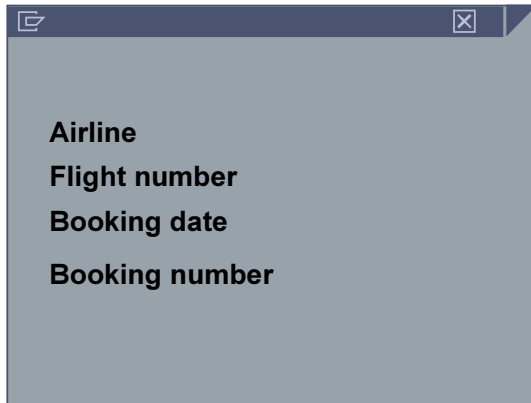 Airline
Flight number
Booking date
Booking number